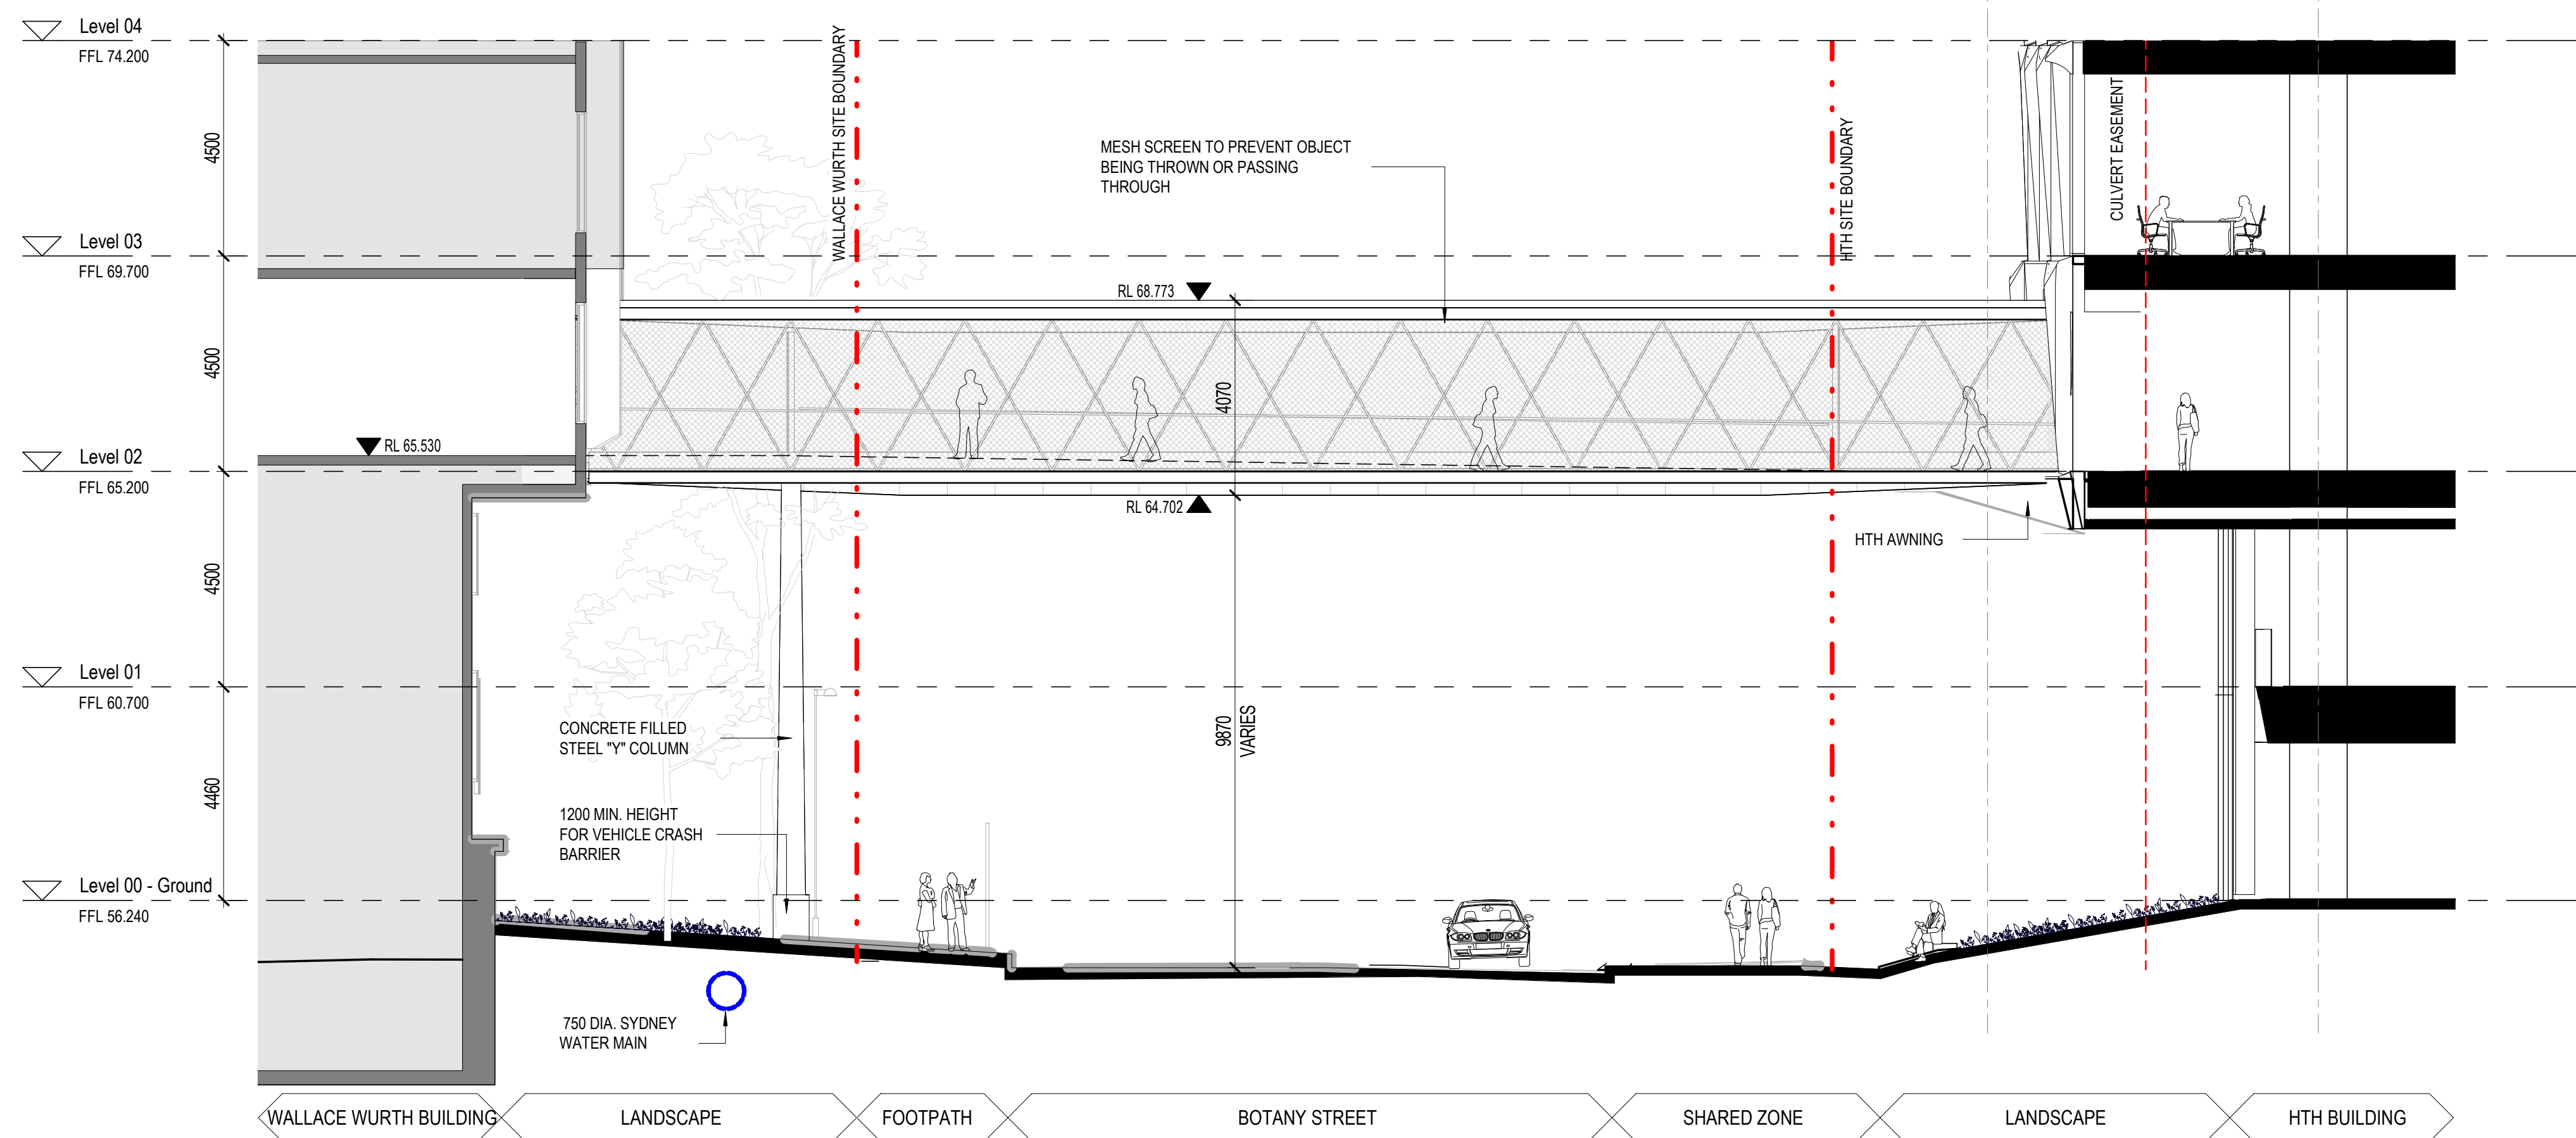 Level 04
FFL 74.200
4500
Level 03
FFL 69.700
4500
Level 02
FFL 65.200
4500
Level 01
FFL 60.700
4460
Level 00 - Ground
FFL 56.240
WALLACE WURTH SITE BOUNDARY
MESH SCREEN TO PREVENT OBJECT
BEING THROWN OR PASSING
THROUGH
HTH SITE BOUNDARY
CULVERT EASEMENT
RL 68.773
4070
RL 65.530
RL 64.702
HTH AWNING
9870
VARIES
CONCRETE FILLED
STEEL "Y" COLUMN
1200 MIN. HEIGHT
FOR VEHICLE CRASH
BARRIER
750 DIA. SYDNEY
WATER MAIN
WALLACE WURTH BUILDING
LANDSCAPE
FOOTPATH
BOTANY STREET
SHARED ZONE
LANDSCAPE
HTH BUILDING